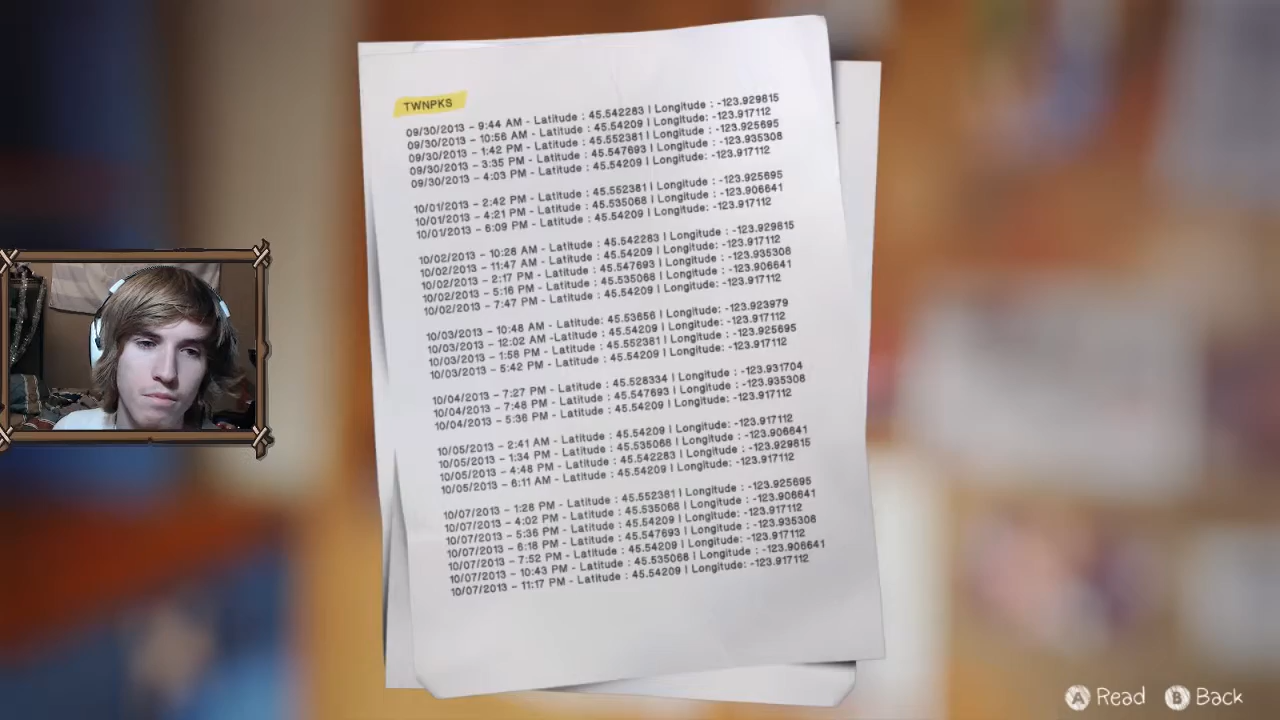 TWNPKS
09/30/2013 - 9:44 AM - Latitude : 45.542283 | Longitude : -123.929815
09/30/2013 - 10:56 AM - Latitude : 45.54209 | Longitude: -123.917112
09/30/2013 - 1:42 PM - Latitude : 45.552381 | Longitude : -123.925695
09/30/2013 - 3:35 PM - Latitude : 45.547693 | Longitude : -123.935308
09/30/2013 - 4:03 PM - Latitude : 45.54209 | Longitude: -123.917112
10/01/2013 - 2:42 PM - Latitude : 45.552381 | Longitude : -123.925695
10/01/2013 - 4:21 PM - Latitude : 45.535068 | Longitude : -123.906641
10/01/2013 - 6:09 PM - Latitude : 45.54209 | Longitude: -123.917112
10/02/2013 - 10:28 AM - Latitude : 45.542283 | Longitude : -123.929815
10/02/2013 - 11:47 AM - Latitude : 45.54209 | Longitude: -123.917112
10/02/2013 - 2:17 PM - Latitude : 45.547693 | Longitude : -123.935308
10/02/2013 - 5:16 PM - Latitude : 45.535068 | Longitude : -123.906641
10/02/2013 - 7:47 PM - Latitude : 45.54209 | Longitude: -123.917112
10/03/2013 - 10:48 AM - Latitude: 45.53656 | Longitude: -123.923979
10/03/2013 - 12:02 AM -Latitude : 45.54209 | Longitude: -123.917112
10/03/2013 - 1:58 PM - Latitude : 45.552381 | Longitude : -123.925695
10/03/2013 - 5:42 PM - Latitude : 45.54209 | Longitude: -123.917112
10/04/2013 - 7:27 PM - Latitude : 45.528334 | Longitude : -123.931704
10/04/2013 - 7:48 PM - Latitude : 45.547693 | Longitude : -123.935308
10/04/2013 - 5:36 PM - Latitude : 45.54209 | Longitude: -123.917112
10/05/2013 - 2:41 AM - Latitude : 45.54209 | Longitude: -123.917112
10/05/2013 - 1:34 PM - Latitude : 45.535068 | Longitude : -123.906641
10/05/2013 - 4:48 PM - Latitude : 45.542283 | Longitude : -123.929815
10/05/2013 - 6:11 AM - Latitude : 45.54209 | Longitude: -123.917112
10/07/2013 - 1:28 PM - Latitude : 45.552381 | Longitude : -123.925695
10/07/2013 - 4:02 PM - Latitude : 45.535068 | Longitude : -123.906641
10/07/2013 - 5:36 PM - Latitude : 45.54209 | Longitude: -123.917112
10/07/2013 - 6:18 PM - Latitude : 45.547693 | Longitude : -123.935308
10/07/2013 - 7:52 PM - Latitude : 45.54209 | Longitude: -123.917112
10/07/2013 - 10:43 PM - Latitude : 45.535068 | Longitude : -123.906641
10/07/2013 - 11:17 PM - Latitude : 45.54209 | Longitude: -123.917112
A Read B Back